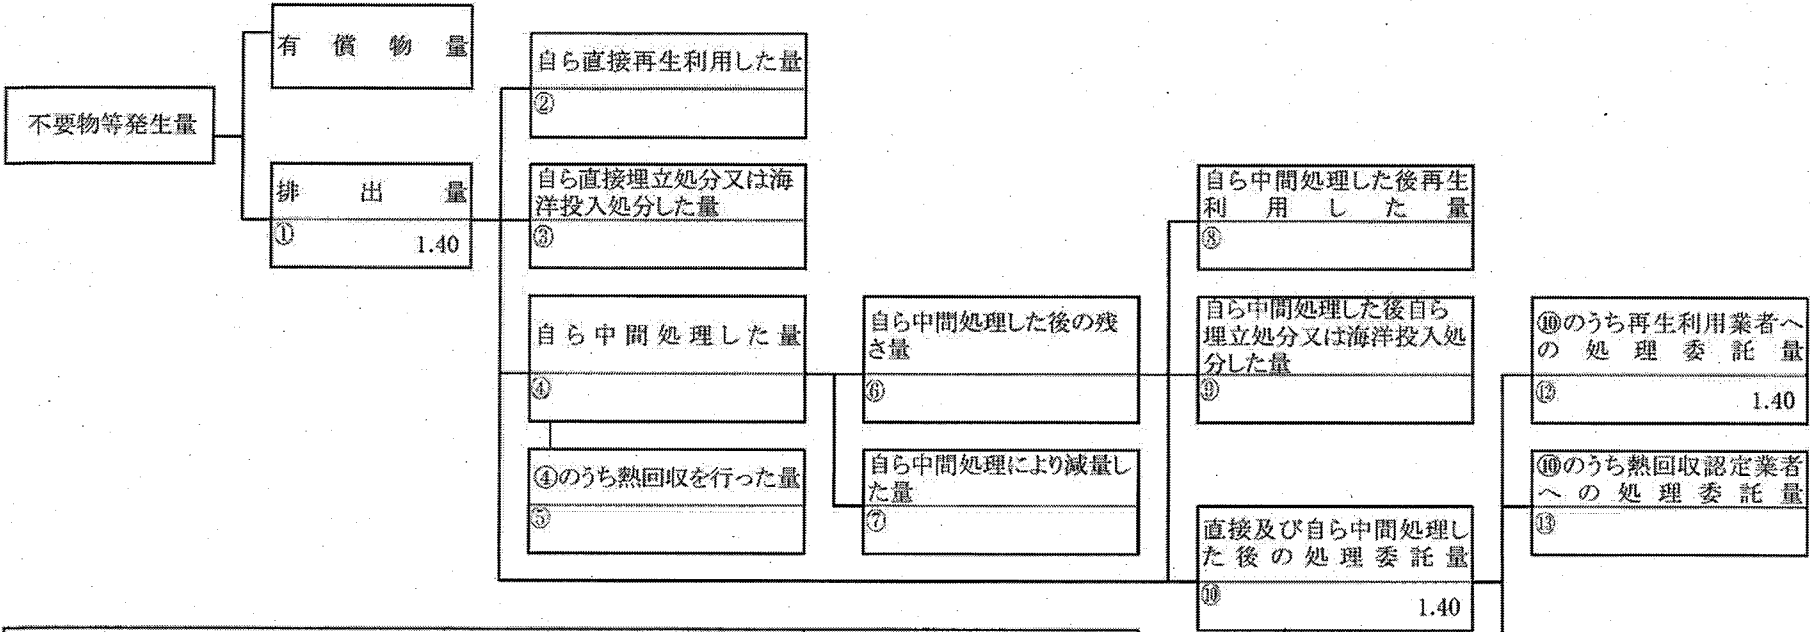 有償物量
不要物等発生量
排出量
①
1.40
自ら直接再生利用した量
②
自ら直接埋立処分又は海
洋投入処分した量
③
自ら中間処理した量
④
④のうち熱回収を行った量
⑤
自ら中間処理した後の残
さ量
⑥
自ら中間処理により減量し
た量
⑦
自ら中間処理した後再生
利用した量
⑧
自ら中間処理した後自ら
埋立処分又は海洋投入処
分した量
⑨
直接及び自ら中間処理し
た後の処理委託量
⑩
1.40
⑩のうち再生利用業者へ
の処理委託量
⑫
1.40
⑩のうち熱回収認定業者
への処理委託量
⑬